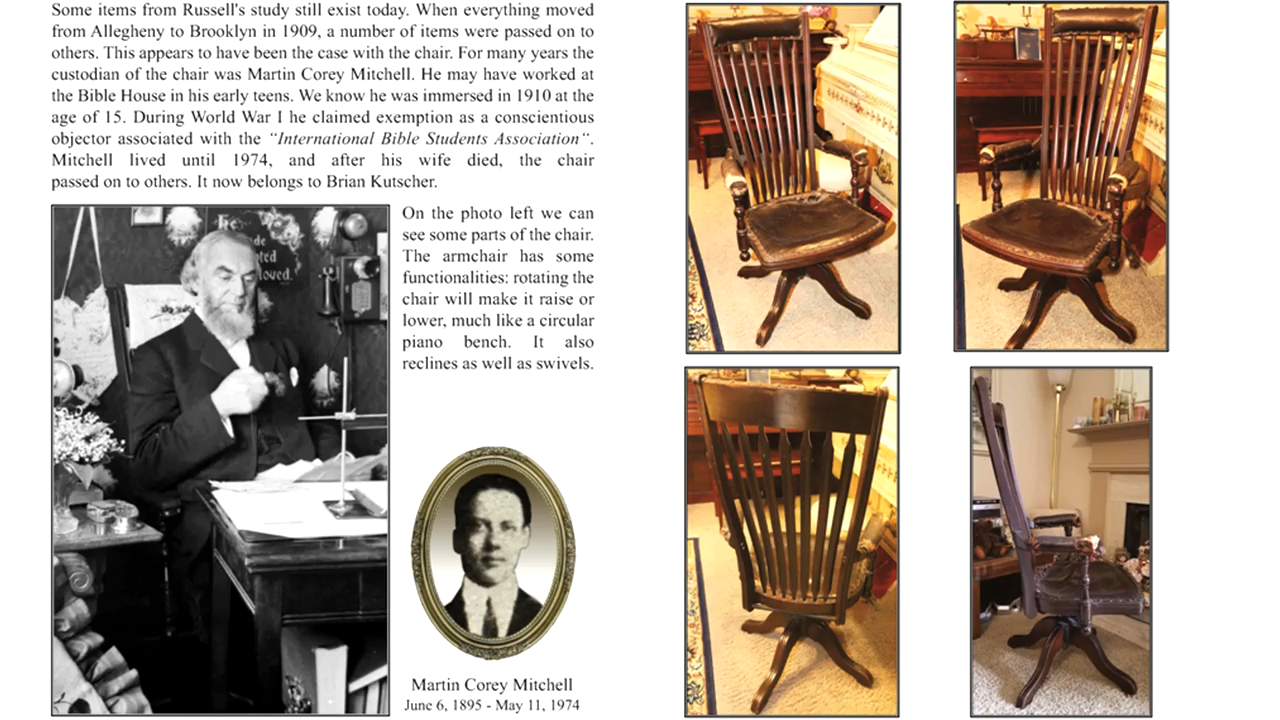 Some items from Russell's study still exist today. When everything moved
from Allegheny to Brooklyn in 1909, a number of items were passed on to
others. This appears to have been the case with the chair. For many years the
custodian of the chair was Martin Corey Mitchell. He may have worked at
the Bible House in his early teens. We know he was immersed in 1910 at the
age of 15. During World War I he claimed exemption as a conscientious
objector associated with the “International Bible Students Association“.
Mitchell lived until 1974, and after his wife died, the chair
passed on to others. It now belongs to Brian Kutscher.
On the photo left we can
see some parts of the chair.
The armchair has some
functionalities: rotating the
chair will make it raise or
lower, much like a circular
piano bench. It also
reclines as well as swivels.
Martin Corey Mitchell
June 6, 1895 - May 11, 1974